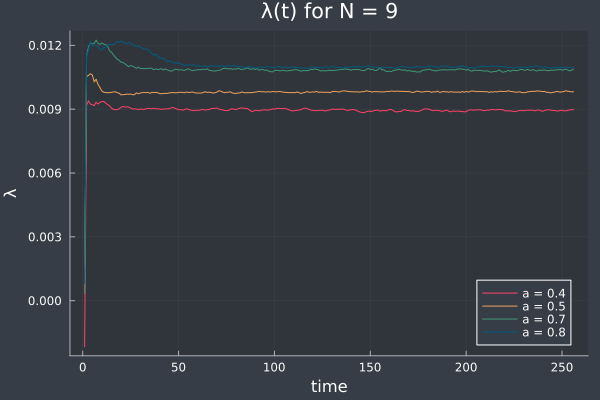 λ(t) for N = 9
λ
0.012
0.009
0.006
0.003
0.000
0 50 100 150 200 250
time
a = 0.4
a = 0.5
a = 0.7
a = 0.8